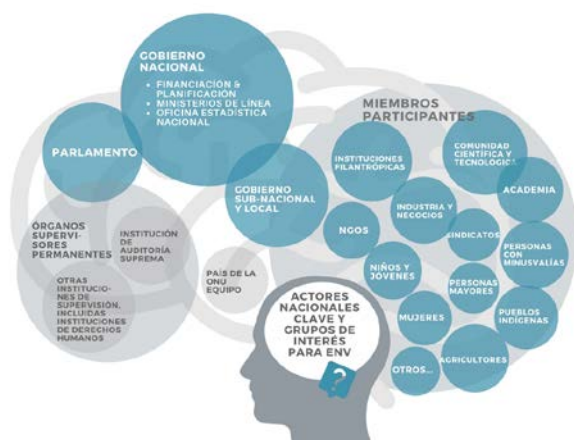 GOBIERNO
NACIONAL
• FINANCIACIÓN &
PLANIFICACIÓN
• MINISTERIOS DE LÍNEA
• OFICINA ESTADÍSTICA
NACIONAL
PARLAMENTO
GOBIERNO
SUB-NACIONAL
Y LOCAL
ÓRGANOS
SUPERVI-
SORES
PERMANENTES
INSTITUCIÓN
DE
AUDITORÍA
SUPREMA
OTRAS
INSTITUCIO-
NES DE
SUPERVISIÓN,
INCLUIDAS
INSTITUCIONES
DE DERECHOS
HUMANOS
PAÍS DE LA
ONU
EQUIPO
MIEMBROS
PARTICIPANTES
INSTITUCIONES
FILANTRÓPICAS
COMUNIDAD
CIENTÍFICA Y
TECNOLÓGICA
ACADEMIA
INDUSTRIA Y
NEGOCIOS
NGOS
SINDICATOS
PERSONAS
CON
MINUSVALÍAS
NIÑOS Y
JÓVENES
PERSONAS
MAYORES
PUEBLOS
INDÍGENAS
MUJERES
AGRICULTORES
OTROS...
ACTORES
NACIONALES
CLAVE Y
GRUPOS DE
INTERÉS
PARA ENV
?